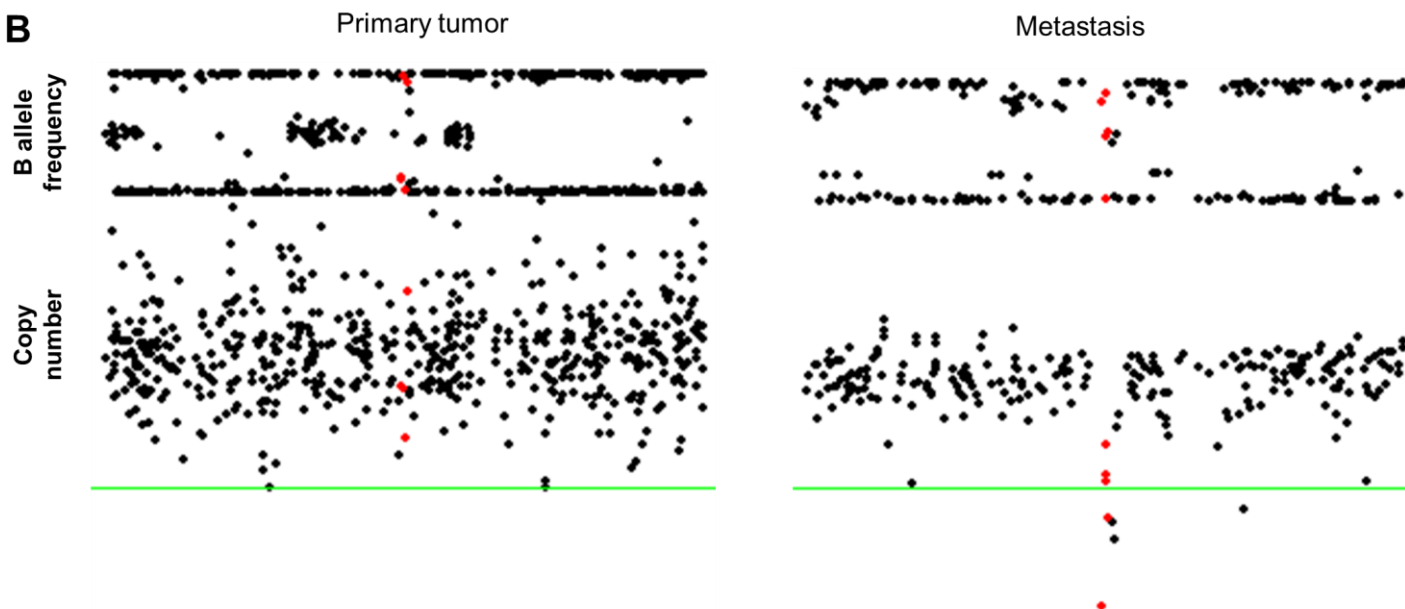 B
Primary tumor
Metastasis
B allele
frequency
Copy
number